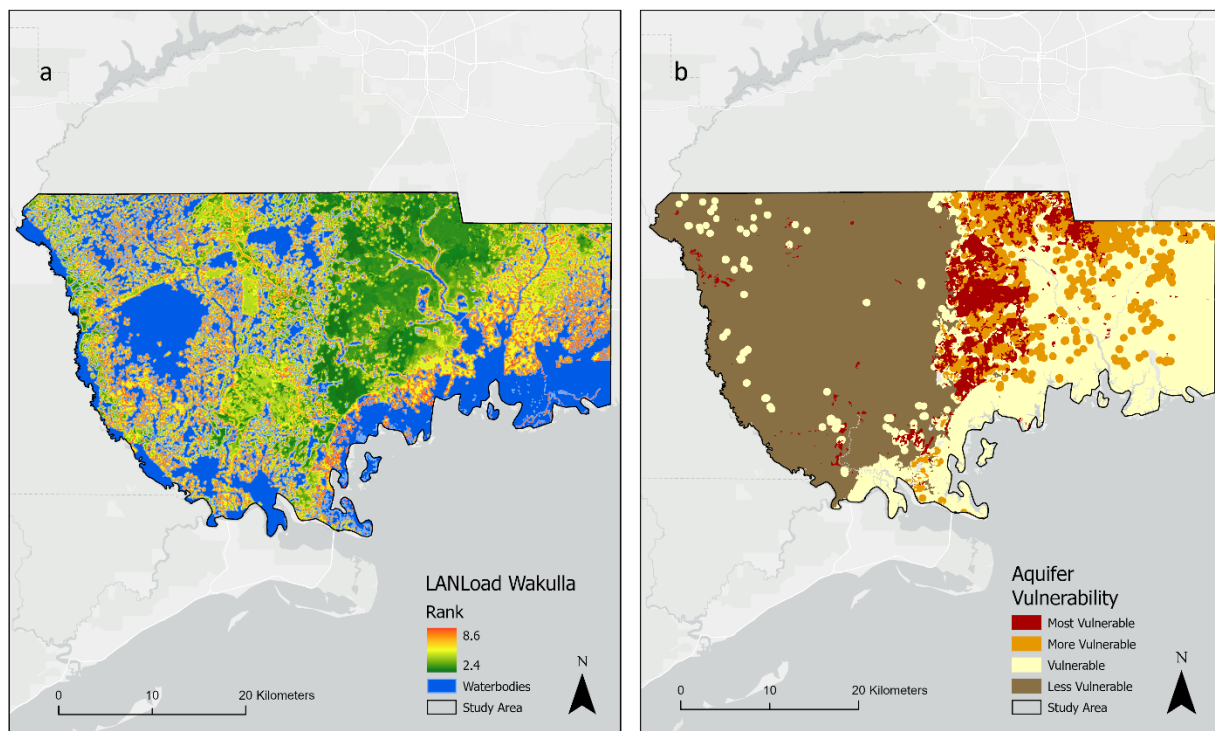 a
LANLoad Wakulla
Rank
8.6
2.4
Waterbodies
Study Area
N
0 10 20 Kilometers
b
Aquifer
Vulnerability
Most Vulnerable
More Vulnerable
Vulnerable
Less Vulnerable
Study Area
N
0 10 20 Kilometers